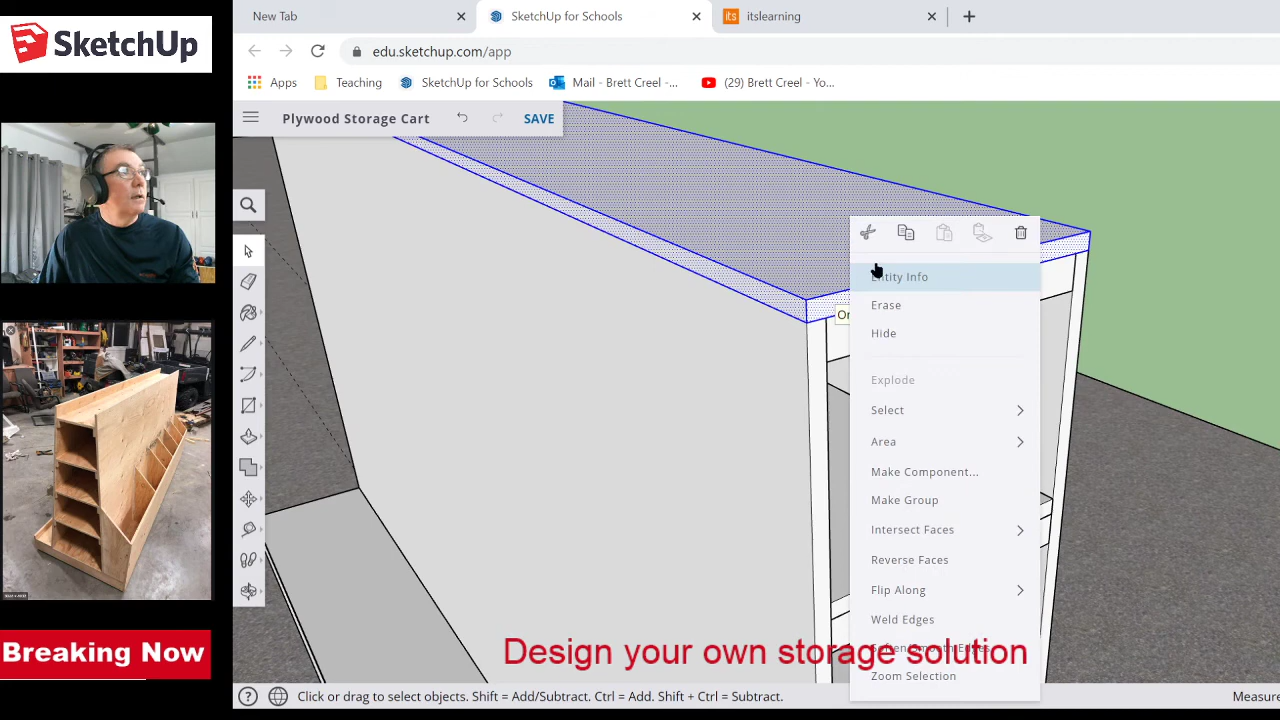 SketchUp
New Tab
SketchUp for Schools
itslearning
edu.sketchup.com/app
Apps
Teaching
SketchUp for Schools
Mail - Brett Creel -...
(29) Brett Creel - Yo...
Plywood Storage Cart
SAVE
Entity Info
Erase
Hide
Explode
Select
Area
Make Component...
Make Group
Intersect Faces
Reverse Faces
Flip Along
Weld Edges
Zoom Selection
Breaking Now
Design your own storage solution
Click or drag to select objects. Shift = Add/Subtract. Ctrl = Add. Shift + Ctrl = Subtract.
Measure